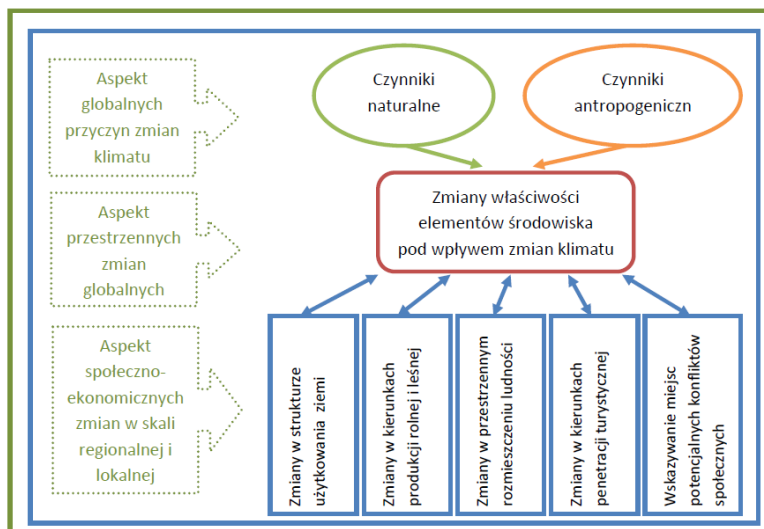 Aspekt
globalnych
przyczyn zmian
klimatu
Czynniki
naturalne
Czynniki
antropogeniczn
Aspekt
przestrzennych
zmian
globalnych
Zmiany właściwości
elementów środowiska
pod wpływem zmian klimatu
Aspekt
społeczno-
ekonomicznych
zmian w skali
regionalnej i
lokalnej
Zmiany w strukturze
użytkowania ziemi
Zmiany w kierunkach
produkcji rolnej i leśnej
Zmiany w przestrzennym
rozmieszczeniu ludności
Zmiany w kierunkach
penetracji turystycznej
Wskazywanie miejsc
potencjalnych konfliktów
społecznych